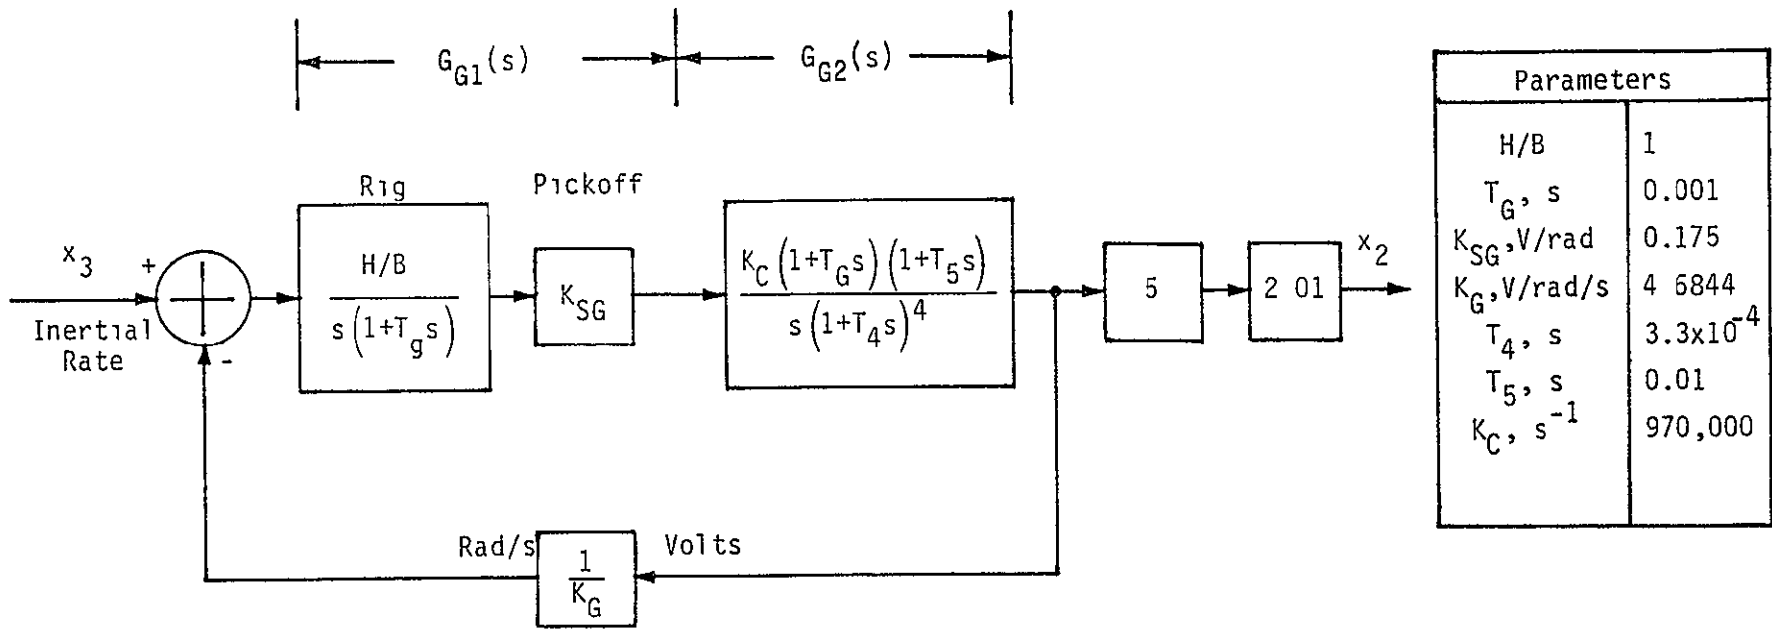 G_G1(s)
G_G2(s)
Rig
Pickoff
x_3
+
-
Inertial
Rate
H/B
s(1+T_g s)
K_SG
K_C(1+T_G s)(1+T_5 s)
s(1+T_4 s)^4
5
2 01
x_2
Rad/s
1
K_G
Volts
Parameters
H/B 1
T_G, s 0.001
K_SG,V/rad 0.175
K_G,V/rad/s 4 6844
T_4, s 3.3x10^-4
T_5, s 0.01
K_C, s^-1 970,000